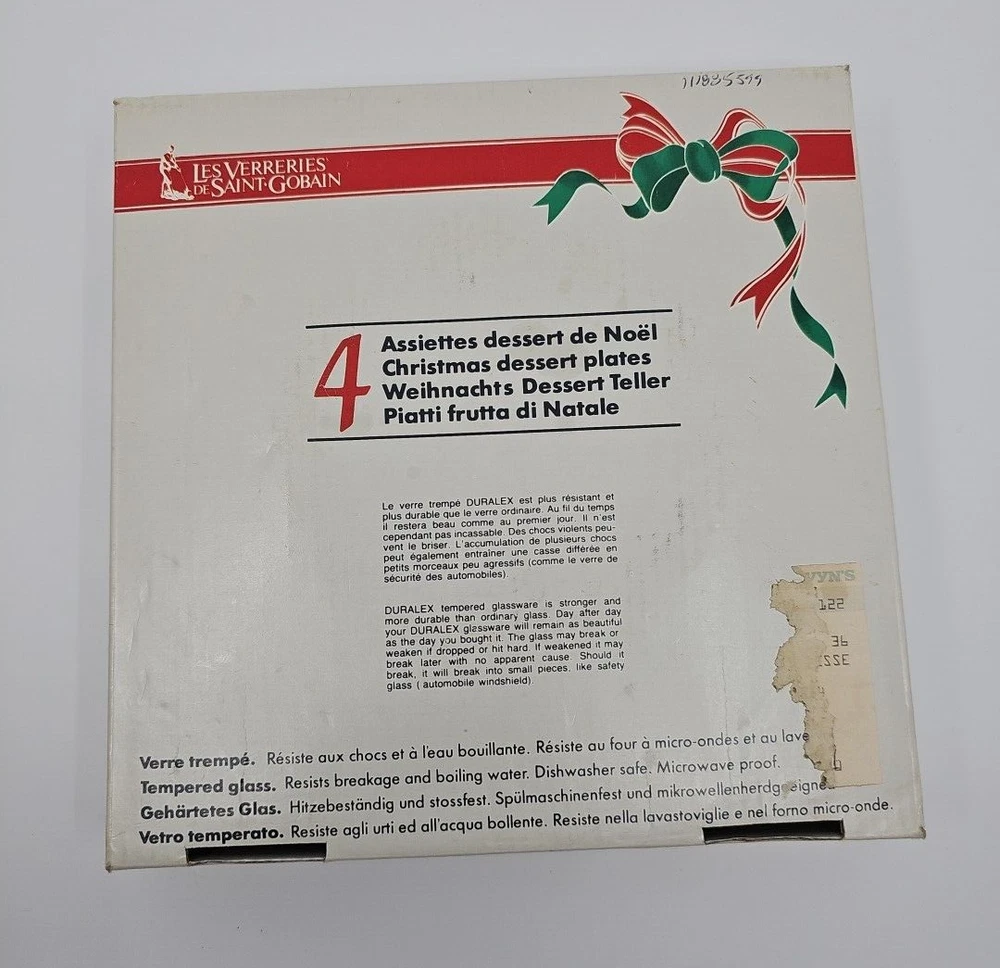 LES VERRERIES
DE SAINT-GOBAIN
4
Assiettes dessert de Noël
Christmas dessert plates
Weihnachts Dessert Teller
Piatti frutta di Natale
Le verre trempé DURALEX est plus résistant et
plus durable que le verre ordinaire. Au fil du temps
il restera beau comme au premier jour. Il n'est
cependant pas incassable. Des chocs violents peu-
vent le briser. L'accumulation de plusieurs chocs
peut également entraîner une casse différée en
petits morceaux peu agressifs (comme le verre de
sécurité des automobiles).
DURALEX tempered glassware is stronger and
more durable than ordinary glass. Day after day
your DURALEX glassware will remain as beautiful
as the day you bought it. The glass may break or
weaken if dropped or hit hard. If weakened it may
break later with no apparent cause. Should it
break, it will break into small pieces. like safety
glass ( automobile windshield).
122
36
Verre trempé. Résiste aux chocs et à l'eau bouillante. Résiste au four à micro-ondes et au lave
Tempered glass. Resists breakage and boiling water. Dishwasher safe. Microwave proof.
Gehärtetes Glas. Hitzebeständig und stossfest. Spülmaschinenfest und
Vetro temperato. Resiste agli urti ed all'acqua bollente. Resiste nella lavastoviglie e nel forno micro-onde.